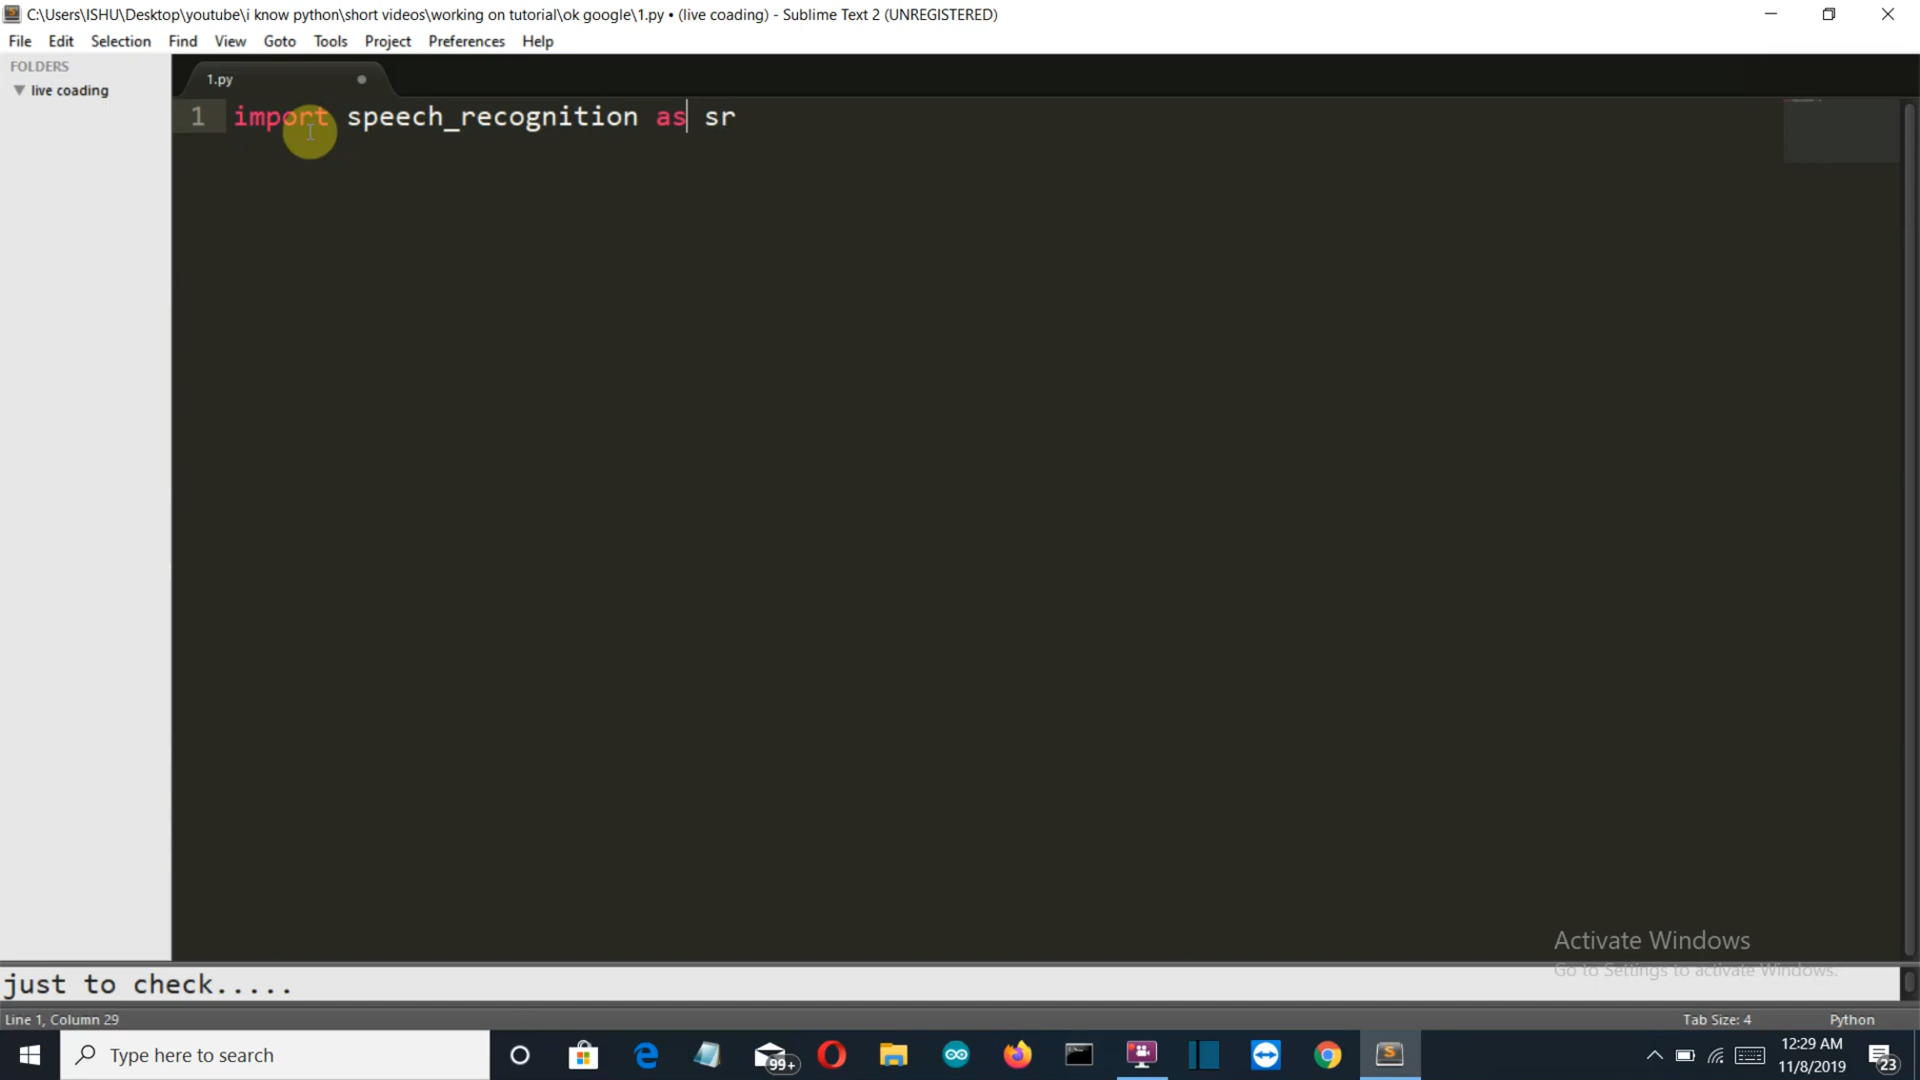 C:\Users\ISHU\Desktop\youtube\i know python\short videos\working on tutorial\ok google\1.py • (live coading) - Sublime Text 2 (UNREGISTERED)
File Edit Selection Find View Goto Tools Project Preferences Help
FOLDERS
live coading
1.py
1 import speech_recognition as sr
Activate Windows
Go to Settings to activate Windows.
just to check.....
Line 1, Column 29
Tab Size: 4
Python
Type here to search
99+
12:29 AM
11/8/2019
23